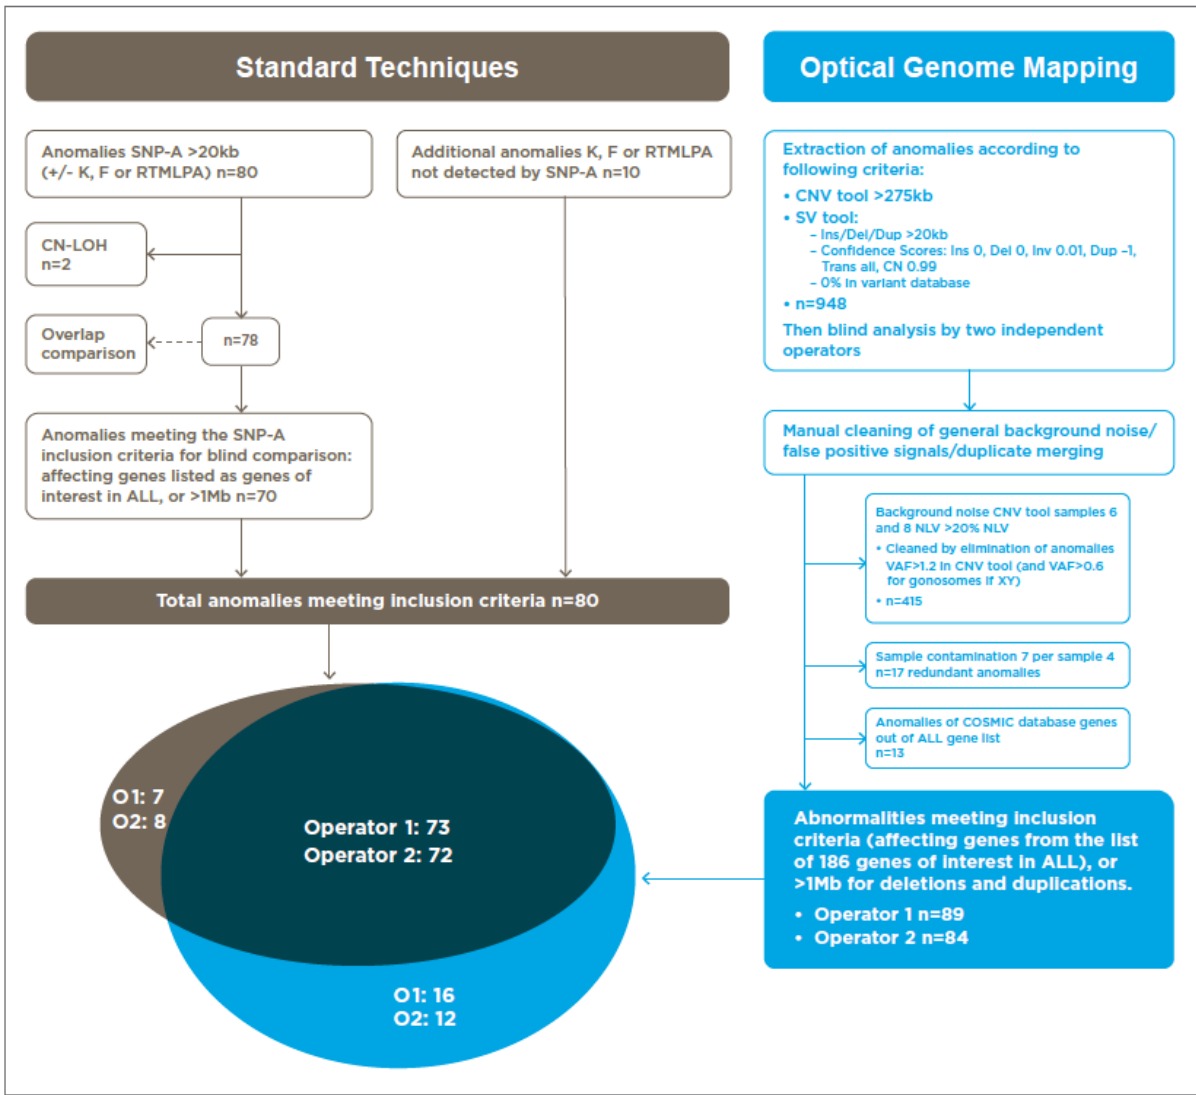 Standard Techniques
Anomalies SNP-A >20kb
(+/- K, F or RTMLPA) n=80
Additional anomalies K, F or RTMLPA
not detected by SNP-A n=10
CN-LOH
n=2
Overlap
comparison
n=78
Anomalies meeting the SNP-A
inclusion criteria for blind comparison:
affecting genes listed as genes of
interest in ALL, or >1Mb n=70
Total anomalies meeting inclusion criteria n=80
O1: 7
O2: 8
Operator 1: 73
Operator 2: 72
O1: 16
O2: 12
Optical Genome Mapping
Extraction of anomalies according to
following criteria:
• CNV tool >275kb
• SV tool:
– Ins/Del/Dup >20kb
– Confidence Scores: Ins 0, Del 0, Inv 0.01, Dup –1,
Trans all, CN 0.99
– 0% in variant database
• n=948
Then blind analysis by two independent
operators
Manual cleaning of general background noise/
false positive signals/duplicate merging
Background noise CNV tool samples 6
and 8 NLV >20% NLV
• Cleaned by elimination of anomalies
VAF>1.2 in CNV tool (and VAF>0.6
for gonosomes if XY)
• n=415
Sample contamination 7 per sample 4
n=17 redundant anomalies
Anomalies of COSMIC database genes
out of ALL gene list
n=13
Abnormalities meeting inclusion
criteria (affecting genes from the list
of 186 genes of interest in ALL), or
>1Mb for deletions and duplications.
• Operator 1 n=89
• Operator 2 n=84